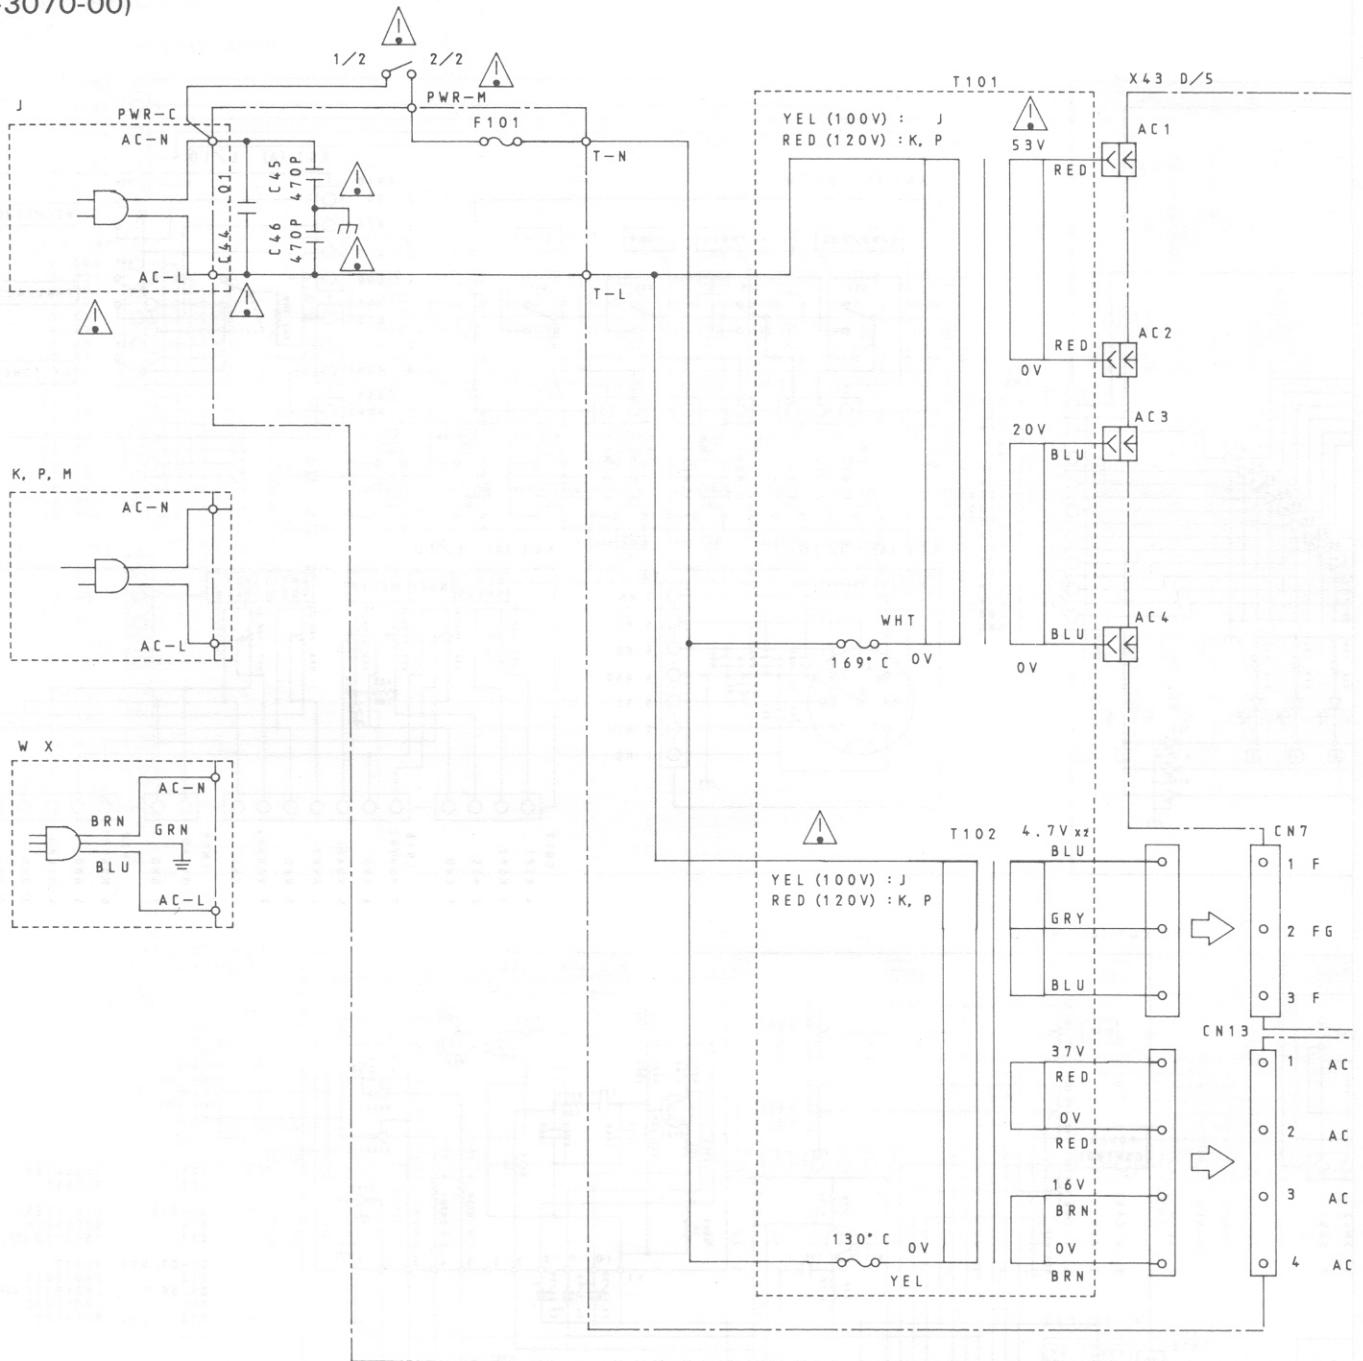 -3070-00)
1/2 2/2
PWR-C
PWR-M
F101
T-N
T-L
J
AC-N
AC-L
C44 .01
C45
470P
C46
470P
K, P, M
AC-N
AC-L
W X
AC-N
BRN
GRN
BLU
AC-L
T101
YEL (100V) : J
RED (120V) : K, P
53V
RED
RED
0V
20V
BLU
BLU
0V
WHT
169°C 0V
X43 D/5
AC1
AC2
AC3
AC4
T102
4.7V x2
YEL (100V) : J
RED (120V) : K, P
BLU
GRY
BLU
CN7
1 F
2 FG
3 F
CN13
37V
RED
0V
RED
16V
BRN
0V
BRN
1 AC
2 AC
3 AC
4 AC
130°C 0V
YEL